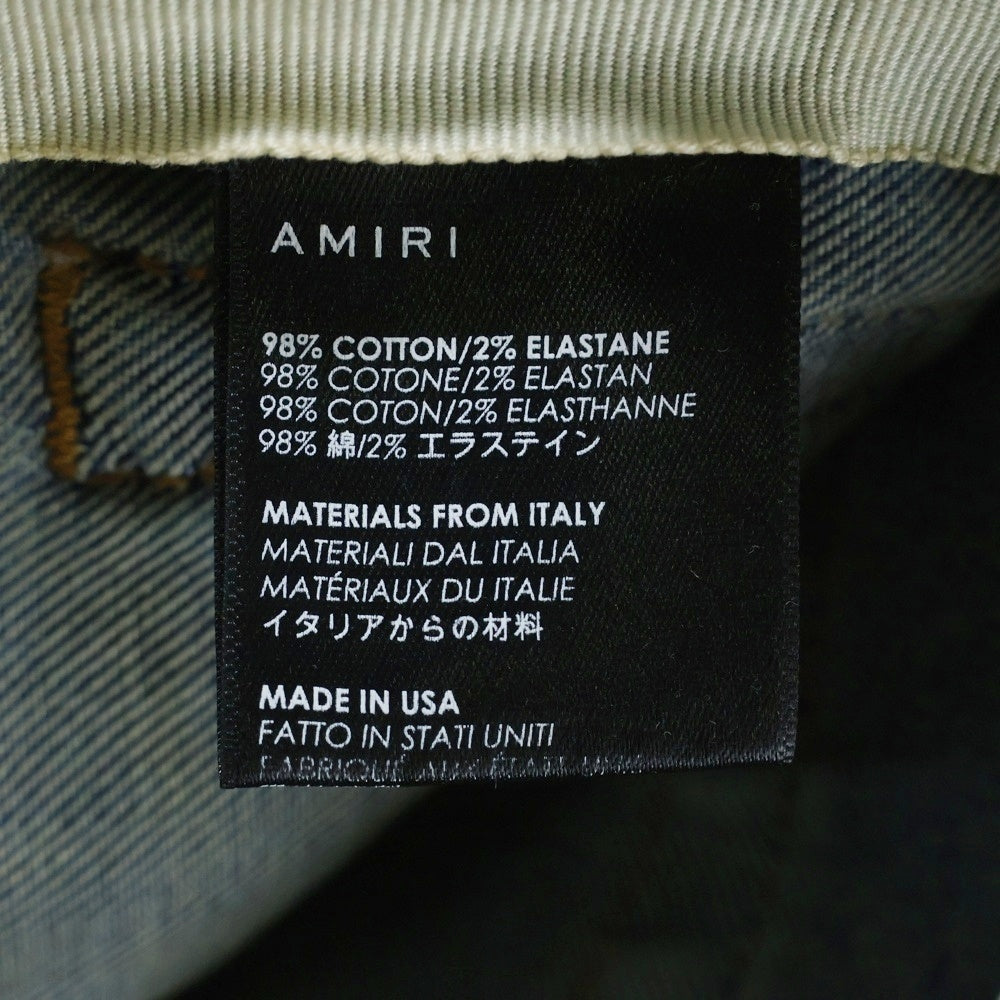 AMIRI
98% COTTON/2% ELASTANE
98% COTONE/2% ELASTAN
98% COTON/2% ELASTHANNE
98% 綿/2% エラステイン
MATERIALS FROM ITALY
MATERIALI DAL ITALIA
MATÉRIAUX DU ITALIE
イタリアからの材料
MADE IN USA
FATTO IN STATI UNITI
FABRIQUÉ AUX